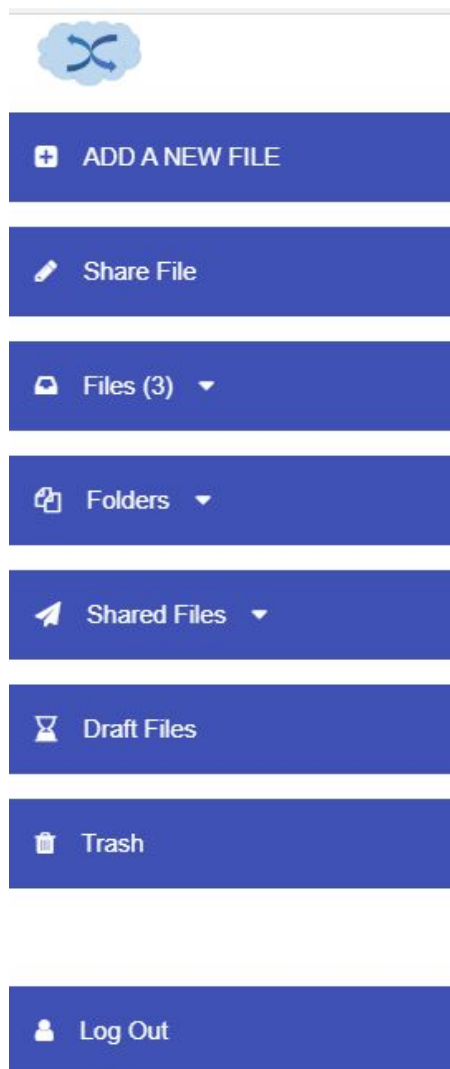 ADD A NEW FILE
Share File
Files (3)
Folders
Shared Files
Draft Files
Trash
Log Out